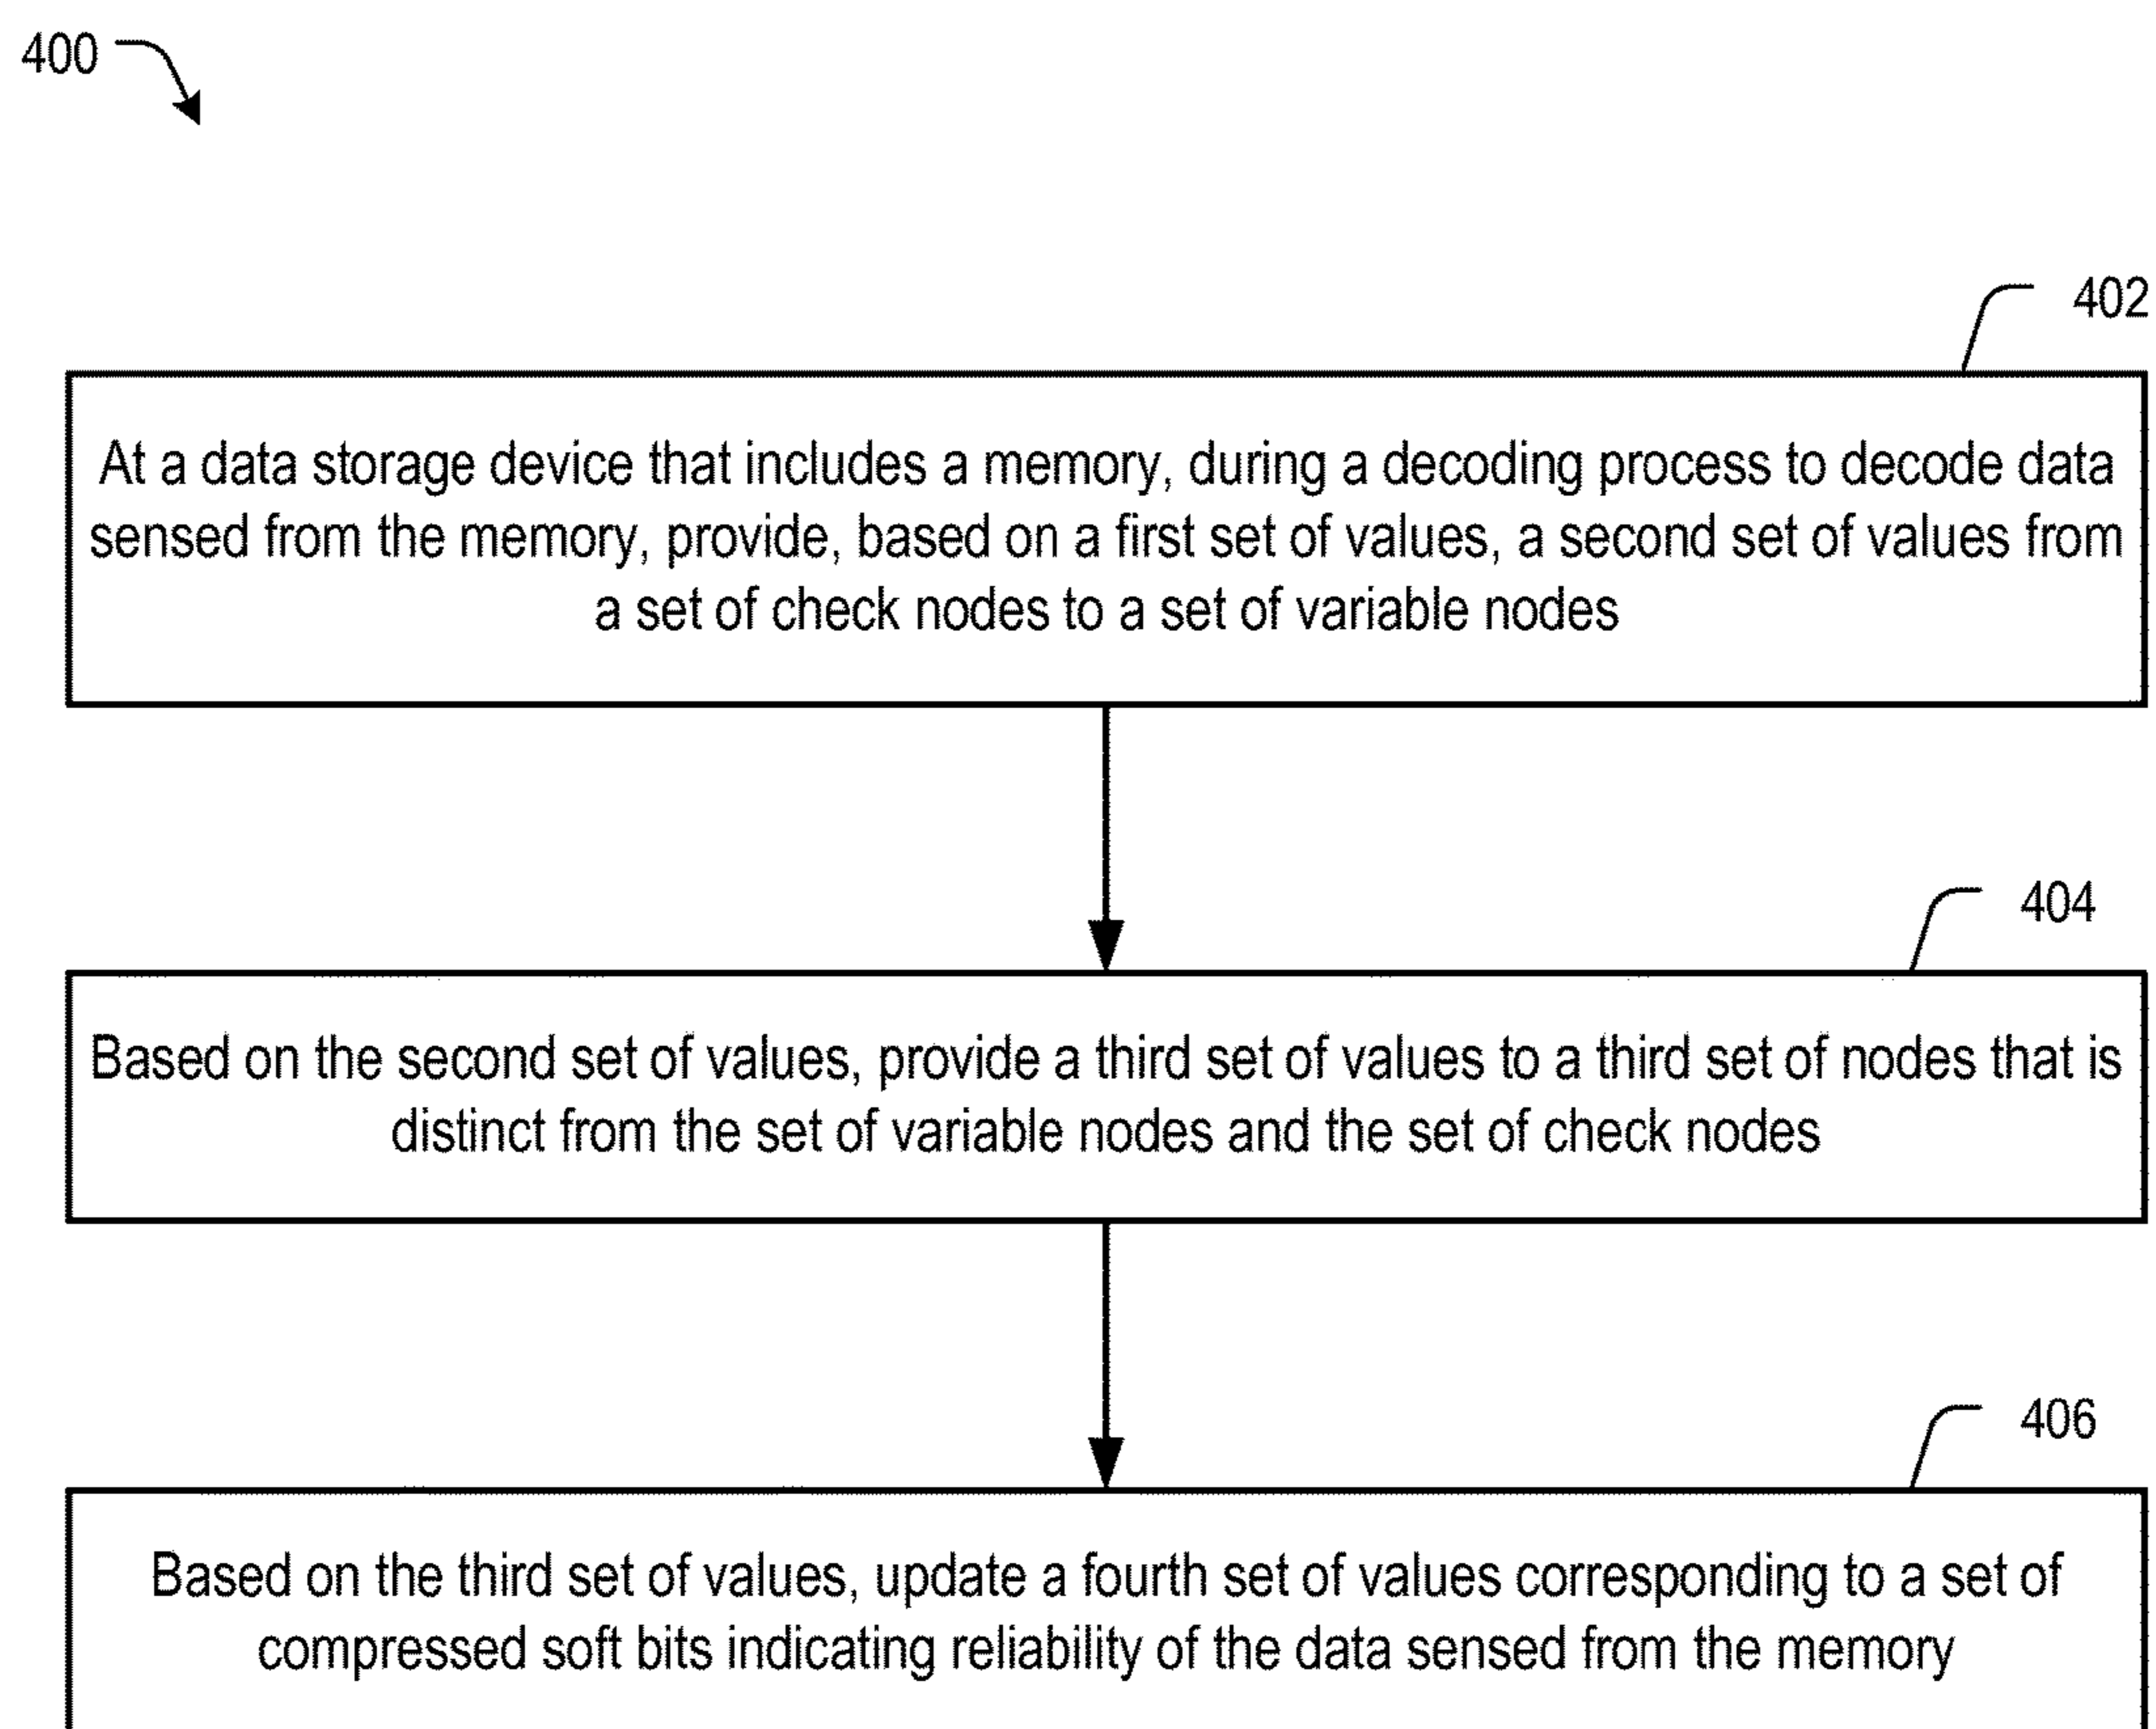 400
402
At a data storage device that includes a memory, during a decoding process to decode data
sensed from the memory, provide, based on a first set of values, a second set of values from
a set of check nodes to a set of variable nodes
404
Based on the second set of values, provide a third set of values to a third set of nodes that is
distinct from the set of variable nodes and the set of check nodes
406
Based on the third set of values, update a fourth set of values corresponding to a set of
compressed soft bits indicating reliability of the data sensed from the memory